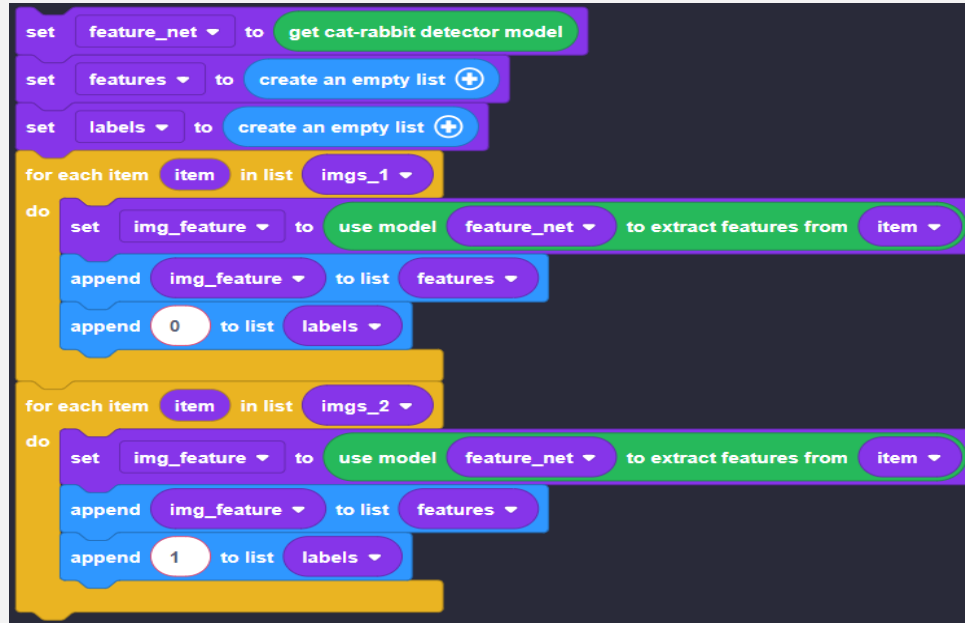 set feature_net to get cat-rabbit detector model
set features to create an empty list
set labels to create an empty list
for each item item in list imgs_1
do
set img_feature to use model feature_net to extract features from item
append img_feature to list features
append 0 to list labels
for each item item in list imgs_2
do
set img_feature to use model feature_net to extract features from item
append img_feature to list features
append 1 to list labels